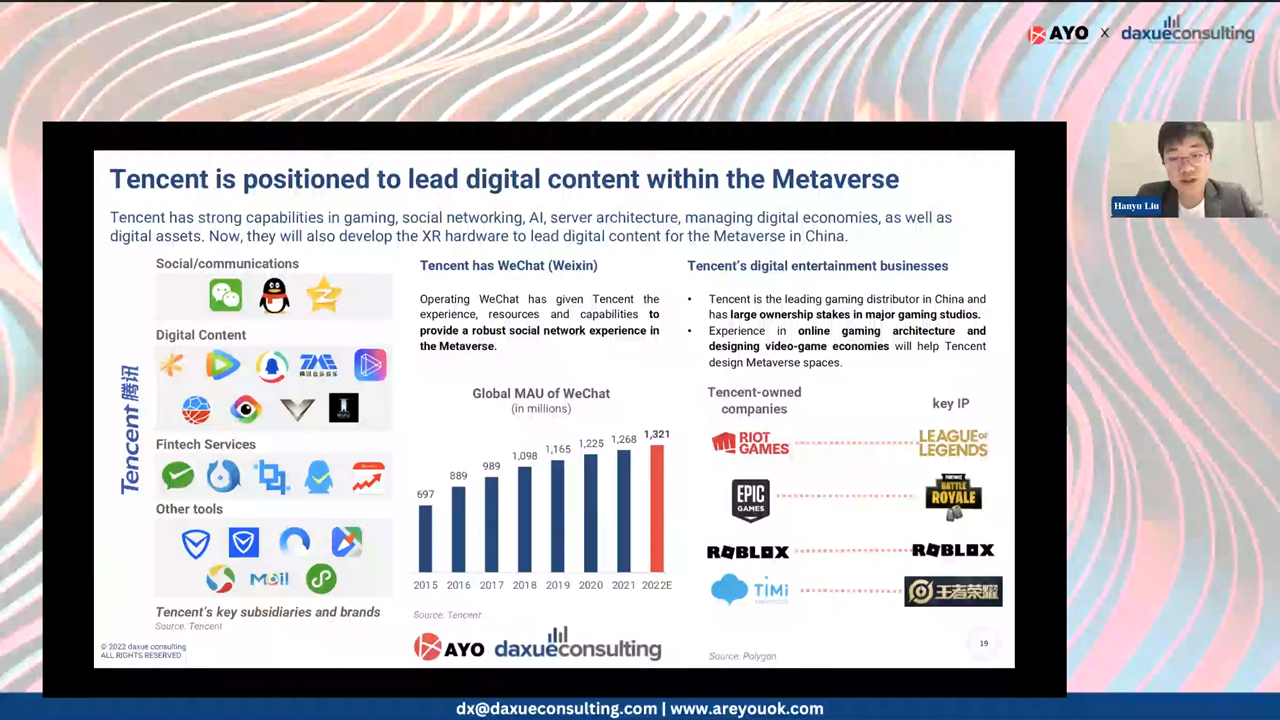 AYO X daxueconsulting
Tencent is positioned to lead digital content within the Metaverse
Tencent has strong capabilities in gaming, social networking, AI, server architecture, managing digital economies, as well as
digital assets. Now, they will also develop the XR hardware to lead digital content for the Metaverse in China.
Hanyu Liu
Tencent 腾讯
Social/communications
Digital Content
腾讯音乐娱乐
Fintech Services
Other tools
Mail
Tencent's key subsidiaries and brands
Source: Tencent
Tencent has WeChat (Weixin)
Operating WeChat has given Tencent the
experience, resources and capabilities to
provide a robust social network experience in
the Metaverse.
Global MAU of WeChat
(in millions)
697 889 989 1,098 1,165 1,225 1,268 1,321
2015 2016 2017 2018 2019 2020 2021 2022E
Source: Tencent
Tencent's digital entertainment businesses
• Tencent is the leading gaming distributor in China and
has large ownership stakes in major gaming studios.
• Experience in online gaming architecture and
designing video-game economies will help Tencent
design Metaverse spaces.
Tencent-owned
companies
key IP
RIOT
GAMES
LEAGUE OF
LEGENDS
EPIC
GAMES
FORTNITE
BATTLE
ROYALE
ROBLOX
ROBLOX
TiMi
王者荣耀
Source: Polygon
© 2022 daxue consulting
ALL RIGHTS RESERVED
AYO daxueconsulting
19
dx@daxueconsulting.com | www.areyouok.com